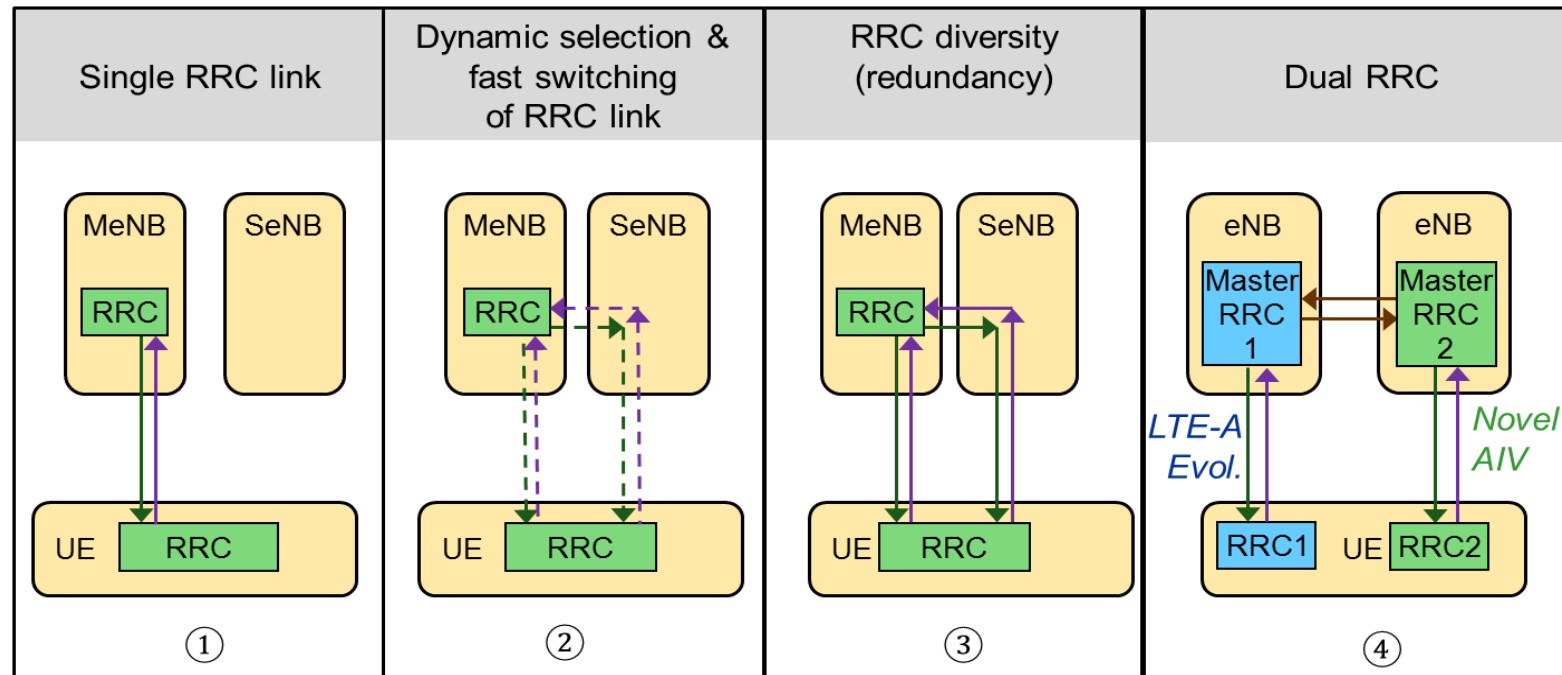 Single RRC link
Dynamic selection &
fast switching
of RRC link
RRC diversity
(redundancy)
Dual RRC
MeNB
SeNB
RRC
UE
RRC
①
MeNB
SeNB
RRC
UE
RRC
②
MeNB
SeNB
RRC
UE
RRC
③
eNB
eNB
Master
RRC
1
Master
RRC
2
LTE-A
Evol.
Novel
AIV
RRC1
UE
RRC2
④